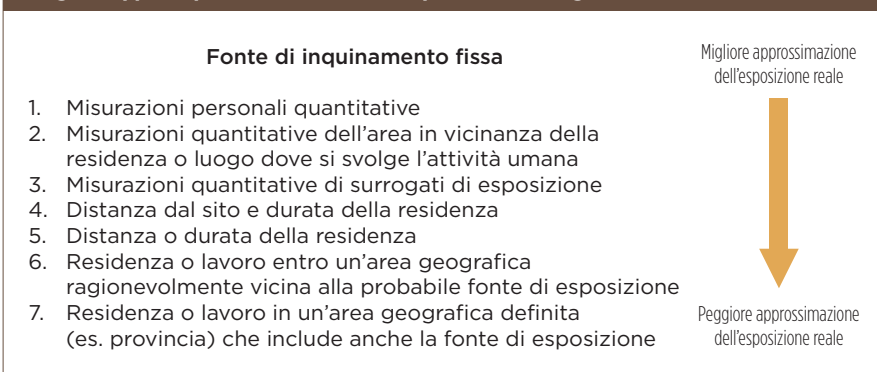 Fonte di inquinamento fissa
Migliore approssimazione
dell'esposizione reale
1. Misurazioni personali quantitative
2. Misurazioni quantitative dell'area in vicinanza della
residenza o luogo dove si svolge l'attività umana
3. Misurazioni quantitative di surrogati di esposizione
4. Distanza dal sito e durata della residenza
5. Distanza o durata della residenza
6. Residenza o lavoro entro un'area geografica
ragionevolmente vicina alla probabile fonte di esposizione
7. Residenza o lavoro in un'area geografica definita
(es. provincia) che include anche la fonte di esposizione
Peggiore approssimazione
dell'esposizione reale